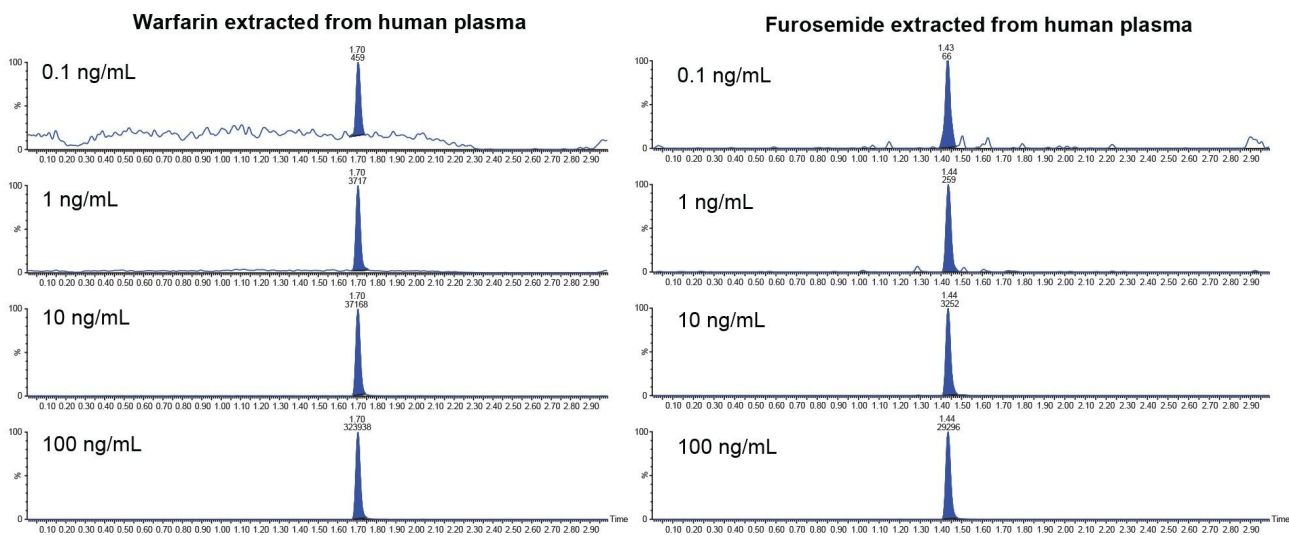 Warfarin extracted from human plasma
0.1 ng/mL
1.70
459
100
%
0
0.10 0.20 0.30 0.40 0.50 0.60 0.70 0.80 0.90 1.00 1.10 1.20 1.30 1.40 1.50 1.60 1.70 1.80 1.90 2.00 2.10 2.20 2.30 2.40 2.50 2.60 2.70 2.80 2.90
1 ng/mL
1.70
3717
100
%
0
0.10 0.20 0.30 0.40 0.50 0.60 0.70 0.80 0.90 1.00 1.10 1.20 1.30 1.40 1.50 1.60 1.70 1.80 1.90 2.00 2.10 2.20 2.30 2.40 2.50 2.60 2.70 2.80 2.90
10 ng/mL
1.70
37168
100
%
0
0.10 0.20 0.30 0.40 0.50 0.60 0.70 0.80 0.90 1.00 1.10 1.20 1.30 1.40 1.50 1.60 1.70 1.80 1.90 2.00 2.10 2.20 2.30 2.40 2.50 2.60 2.70 2.80 2.90
100 ng/mL
1.70
323938
100
%
0
0.10 0.20 0.30 0.40 0.50 0.60 0.70 0.80 0.90 1.00 1.10 1.20 1.30 1.40 1.50 1.60 1.70 1.80 1.90 2.00 2.10 2.20 2.30 2.40 2.50 2.60 2.70 2.80 2.90 Time
Furosemide extracted from human plasma
0.1 ng/mL
1.43
66
100
%
0
0.10 0.20 0.30 0.40 0.50 0.60 0.70 0.80 0.90 1.00 1.10 1.20 1.30 1.40 1.50 1.60 1.70 1.80 1.90 2.00 2.10 2.20 2.30 2.40 2.50 2.60 2.70 2.80 2.90
1 ng/mL
1.44
259
100
%
0
0.10 0.20 0.30 0.40 0.50 0.60 0.70 0.80 0.90 1.00 1.10 1.20 1.30 1.40 1.50 1.60 1.70 1.80 1.90 2.00 2.10 2.20 2.30 2.40 2.50 2.60 2.70 2.80 2.90
10 ng/mL
1.44
3252
100
%
0
0.10 0.20 0.30 0.40 0.50 0.60 0.70 0.80 0.90 1.00 1.10 1.20 1.30 1.40 1.50 1.60 1.70 1.80 1.90 2.00 2.10 2.20 2.30 2.40 2.50 2.60 2.70 2.80 2.90
100 ng/mL
1.44
29296
100
%
0
0.10 0.20 0.30 0.40 0.50 0.60 0.70 0.80 0.90 1.00 1.10 1.20 1.30 1.40 1.50 1.60 1.70 1.80 1.90 2.00 2.10 2.20 2.30 2.40 2.50 2.60 2.70 2.80 2.90 Time